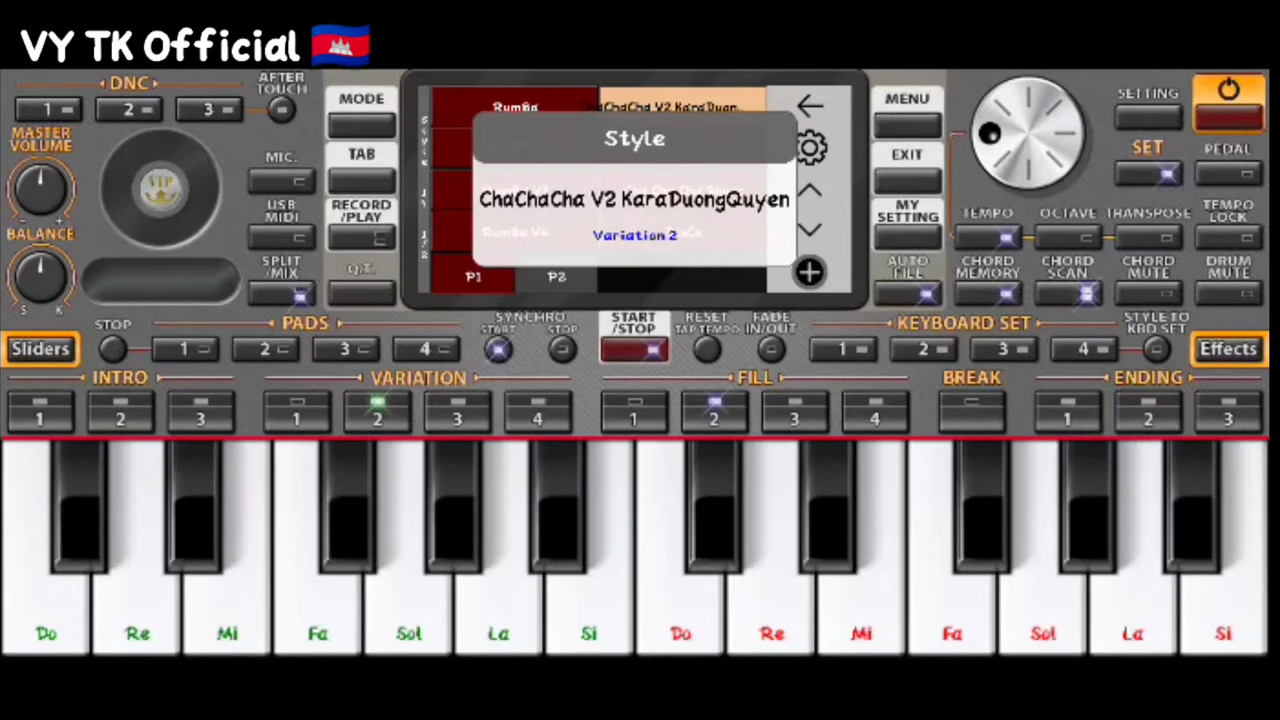 VY TK Official
DNC
AFTER
TOUCH
1 2 3
MASTER
VOLUME
BALANCE
S K
VIP
MIC.
USB
MIDI
SPLIT
/MIX
MODE
TAB
RECORD
/PLAY
Q.T.
RumBa
ChaChaCha V2 KaraDuon..
Style
ChaChaCha V2 KaraDuongQuyen
Variation 2
RumBa V4
P1 P2
MENU
EXIT
MY
SETTING
AUTO
FILL
SETTING
SET
PEDAL
TEMPO OCTAVE TRANSPOSE
TEMPO
LOCK
CHORD
MEMORY
CHORD
SCAN
CHORD
MUTE
DRUM
MUTE
Sliders
STOP
PADS
1 2 3 4
SYNCHRO
START STOP
START
/STOP
RESET
TAP TEMPO
FADE
IN/OUT
KEYBOARD SET
1 2 3 4
STYLE TO
KBD SET
Effects
INTRO VARIATION FILL BREAK ENDING
1 2 3 1 2 3 4 1 2 3 4 1 2 3
Do Re Mi Fa Sol La Si Do Re Mi Fa Sol La Si